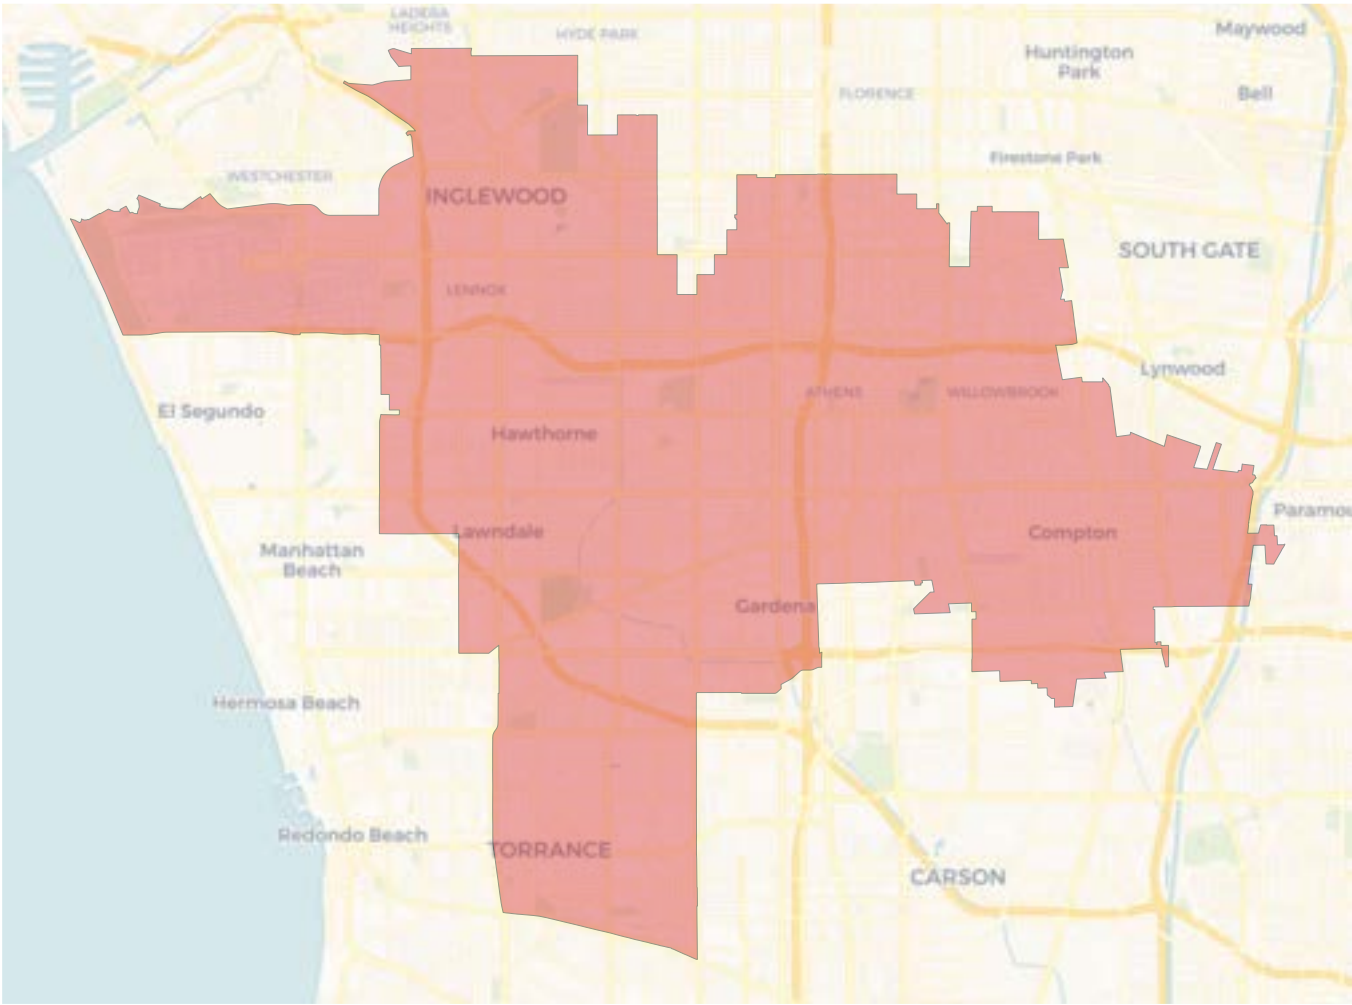 LADERA
HEIGHTS
HYDE PARK
Maywood
Huntington
Park
Bell
FLORENCE
Firestone Park
WESTCHESTER
INGLEWOOD
SOUTH GATE
LENNOX
Lynwood
ATHENS
WILLOWBROOK
El Segundo
Hawthorne
Paramou
Lawndale
Compton
Manhattan
Beach
Gardena
Hermosa Beach
Redondo Beach
TORRANCE
CARSON